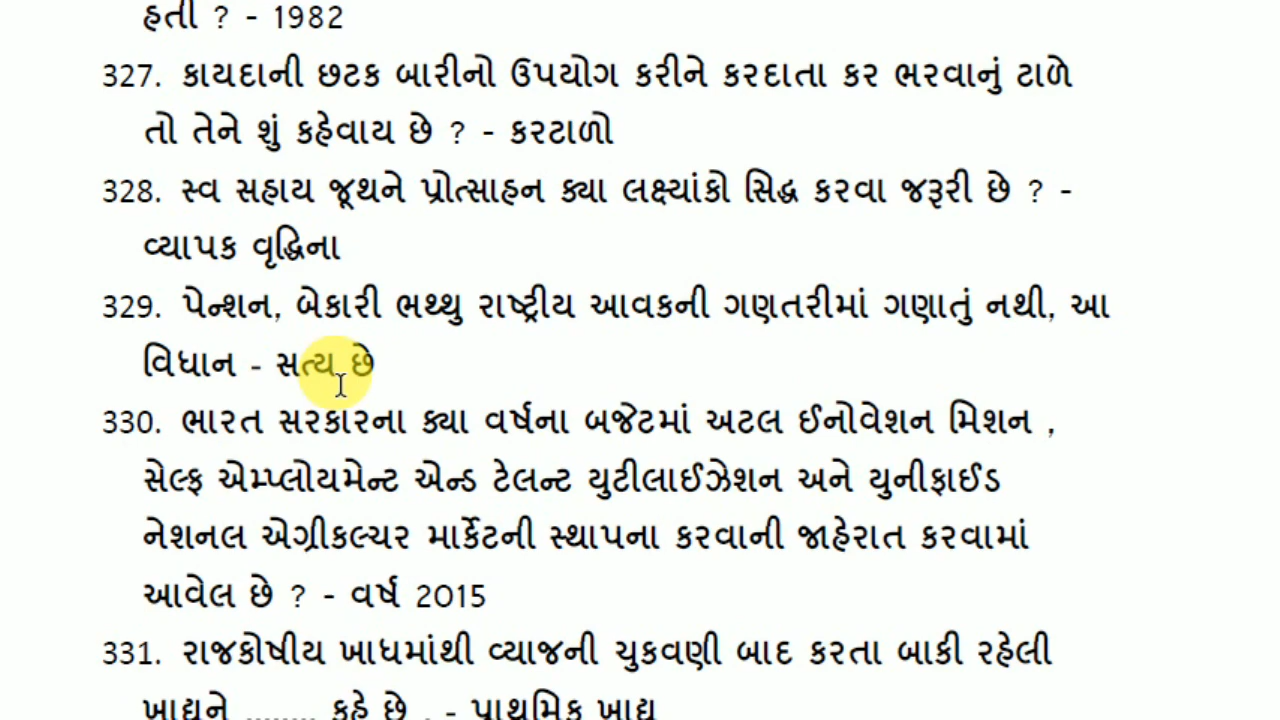 હતી ? - 1982
327. કાયદાની છટક બારીનો ઉપયોગ કરીને કરદાતા કર ભરવાનું ટાળે
તો તેને શું કહેવાય છે ? - કરટાળો
328. સ્વ સહાય જૂથને પ્રોત્સાહન ક્યા લક્ષ્યાંકો સિદ્ધ કરવા જરૂરી છે ? -
વ્યાપક વૃદ્ધિના
329. પેન્શન, બેકારી ભથ્થુ રાષ્ટ્રીય આવકની ગણતરીમાં ગણાતું નથી, આ
વિધાન - સત્ય છે
330. ભારત સરકારના ક્યા વર્ષના બજેટમાં અટલ ઈનોવેશન મિશન ,
સેલ્ફ એમ્પ્લોયમેન્ટ એન્ડ ટેલન્ટ યુટીલાઈઝેશન અને યુનીફાઈડ
નેશનલ એગ્રીકલ્ચર માર્કેટની સ્થાપના કરવાની જાહેરાત કરવામાં
આવેલ છે ? - વર્ષ 2015
331. રાજકોષીય ખાધમાંથી વ્યાજની ચુકવણી બાદ કરતા બાકી રહેલી
ખાદ્યને ........ કહે છે . - પ્રાથમિક ખાદ્ય